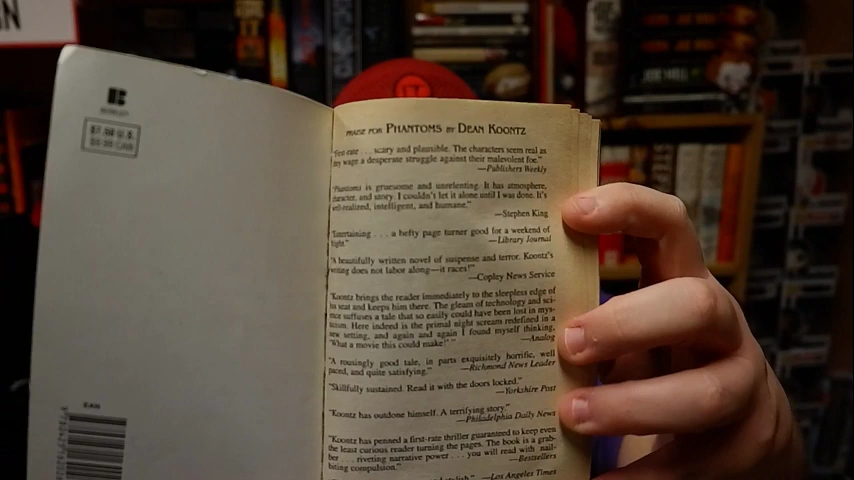 BERKLEY
$7.99 U.S.
EAN
PRAISE FOR PHANTOMS BY DEAN KOONTZ
"First-rate . . . scary and plausible. The characters seem real as
they wage a desperate struggle against their malevolent foe."
—Publishers Weekly
"Phantoms is gruesome and unrelenting. It has atmosphere,
character, and story. I couldn't let it alone until I was done. It's
well-realized, intelligent, and humane."
—Stephen King
"Entertaining . . . a hefty page turner good for a weekend of
fright."
—Library Journal
"A beautifully written novel of suspense and terror. Koontz's
writing does not labor along—it races!"
—Copley News Service
"Koontz brings the reader immediately to the sleepless edge of
his seat and keeps him there. The gleam of technology and sci-
ence suffuses a tale that so easily could have been lost in mys-
ticism. Here indeed is the primal night scream redefined in a
new setting, and again and again I found myself thinking,
'What a movie this could make!' "
—Analog
"A rousingly good tale, in parts exquisitely horrific, well
paced, and quite satisfying."
—Richmond News Leader
"Skillfully sustained. Read it with the doors locked."
—Yorkshire Post
"Koontz has outdone himself. A terrifying story."
—Philadelphia Daily News
"Koontz has penned a first-rate thriller guaranteed to keep even
the least curious reader turning the pages. The book is a grab-
ber . . . riveting narrative power . . . you will read with nail-
biting compulsion."
—Bestsellers
—Los Angeles Times
IT
JOE HILL